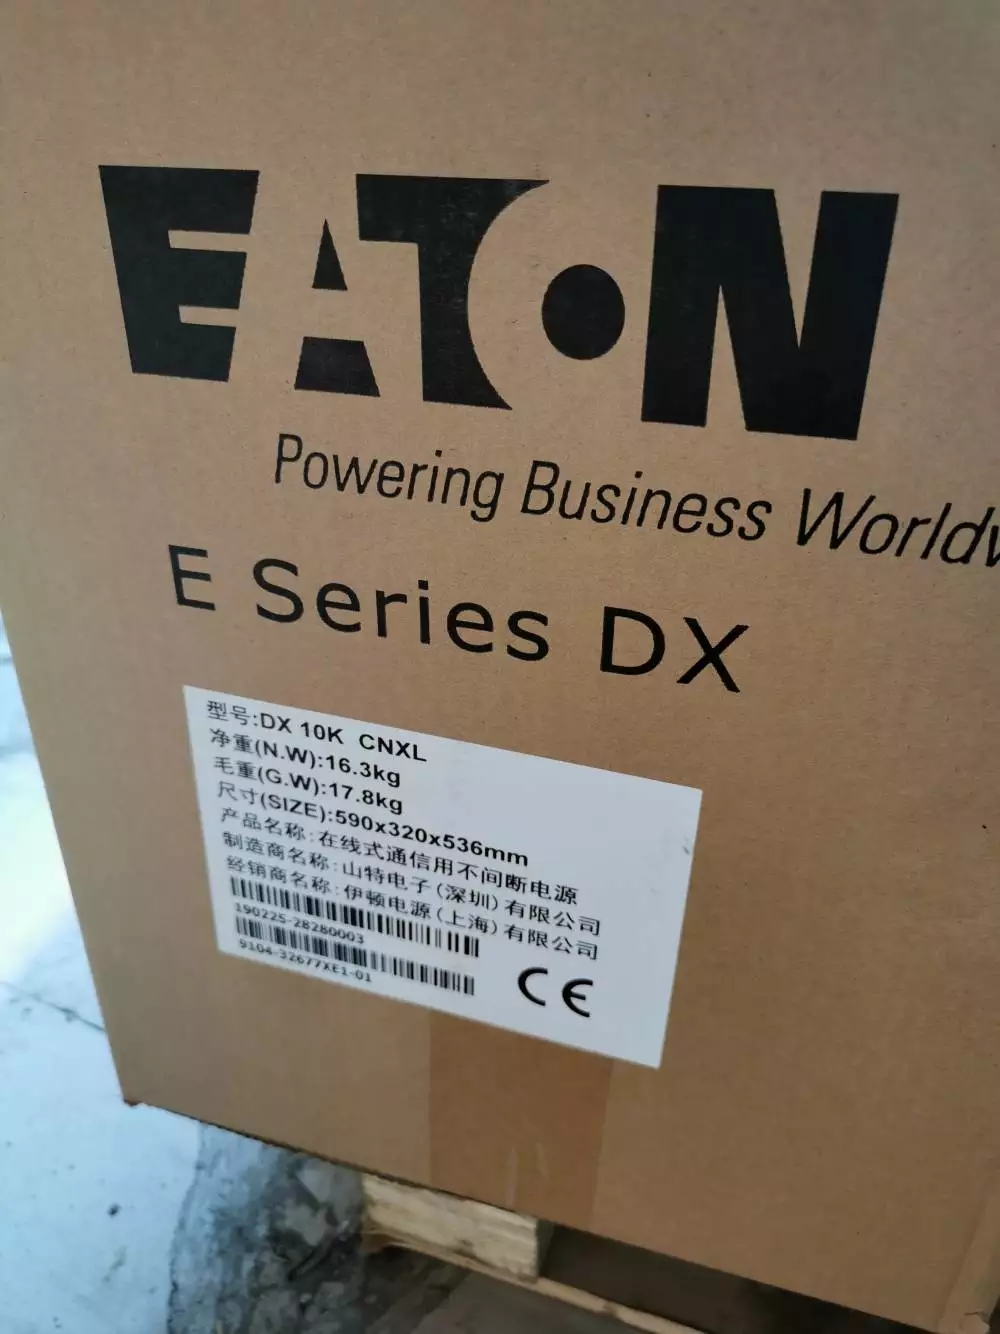 EATON
Powering Business Worldw
E Series DX
型号:DX 10K CNXL
净重(N.W):16.3kg
毛重(G.W):17.8kg
尺寸(SIZE):590x320x536mm
产品名称:在线式通信用不间断电源
制造商名称:山特电子(深圳)有限公司
经销商名称:伊顿电源(上海)有限公司
190225-28280003
9104-32677XE1-01
CE